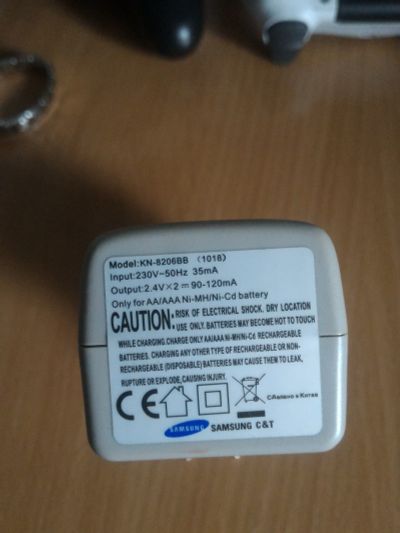 Model:KN-8206BB (1018)
Input:230V~50Hz 35mA
Output:2.4V×2 ⎓ 90-120mA
Only for AA/AAA Ni-MH/Ni-Cd battery
CAUTION: • RISK OF ELECTRICAL SHOCK. DRY LOCATION
• USE ONLY. BATTERIES MAY BECOME HOT TO TOUCH
WHILE CHARGING.CHARGE ONLY AA/AAA Ni-MH/Ni-Cd RECHARGEABLE
BATTERIES. CHARGING ANY OTHER TYPE OF RECHARGEABLE OR NON-
RECHARGEABLE (DISPOSABLE) BATTERIES MAY CAUSE THEM TO LEAK,
RUPTURE OR EXPLODE, CAUSING INJURY.
CE
Сделано в Китае
SAMSUNG SAMSUNG C&T